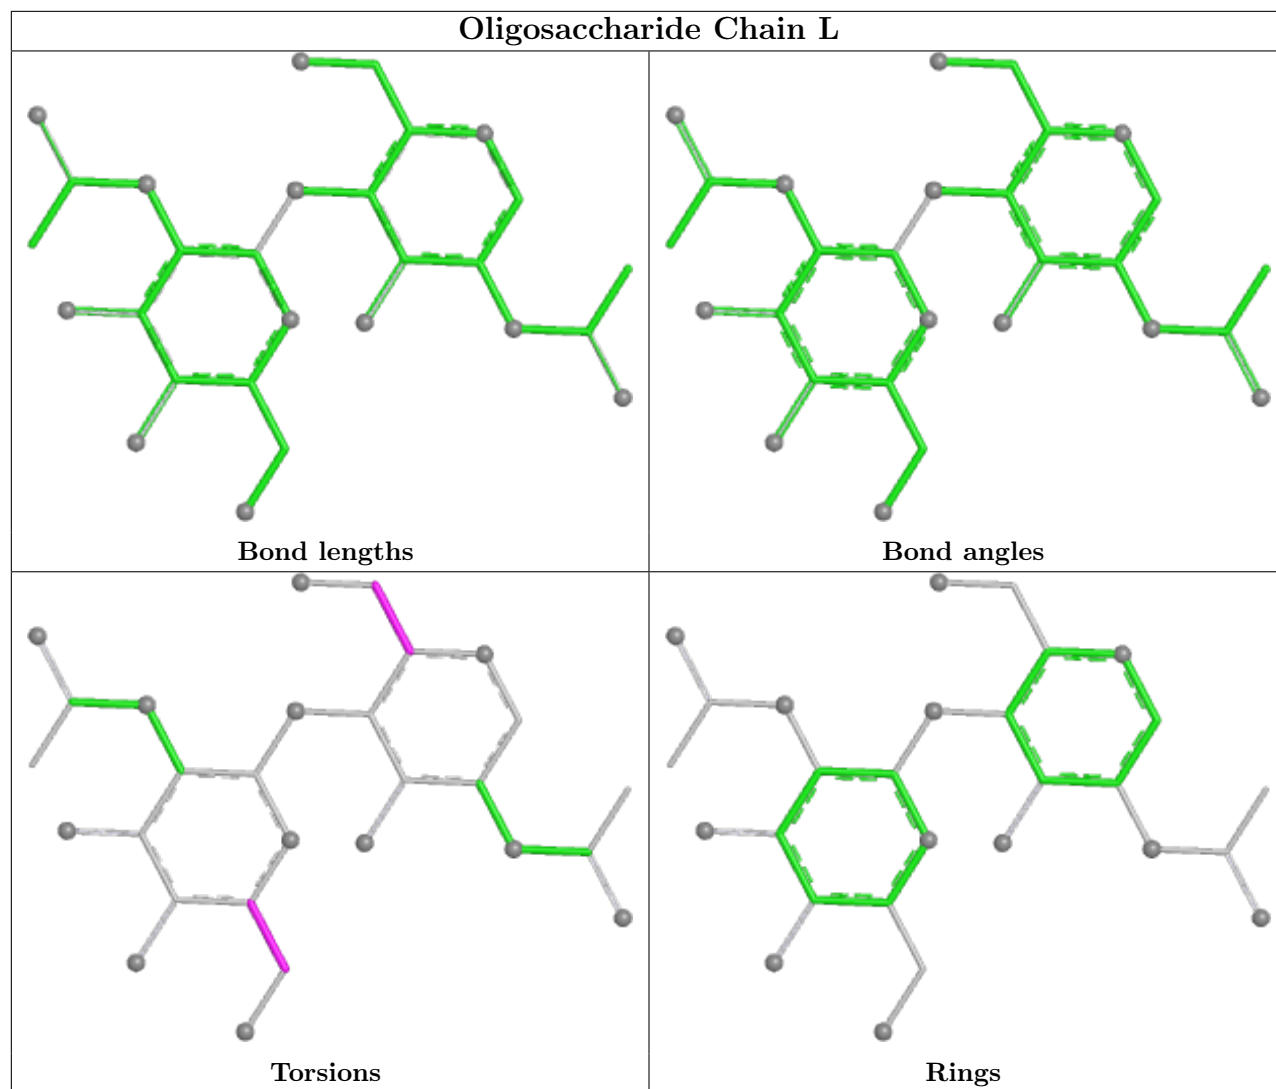 Oligosaccharide Chain L
Bond lengths
Bond angles
Torsions
Rings